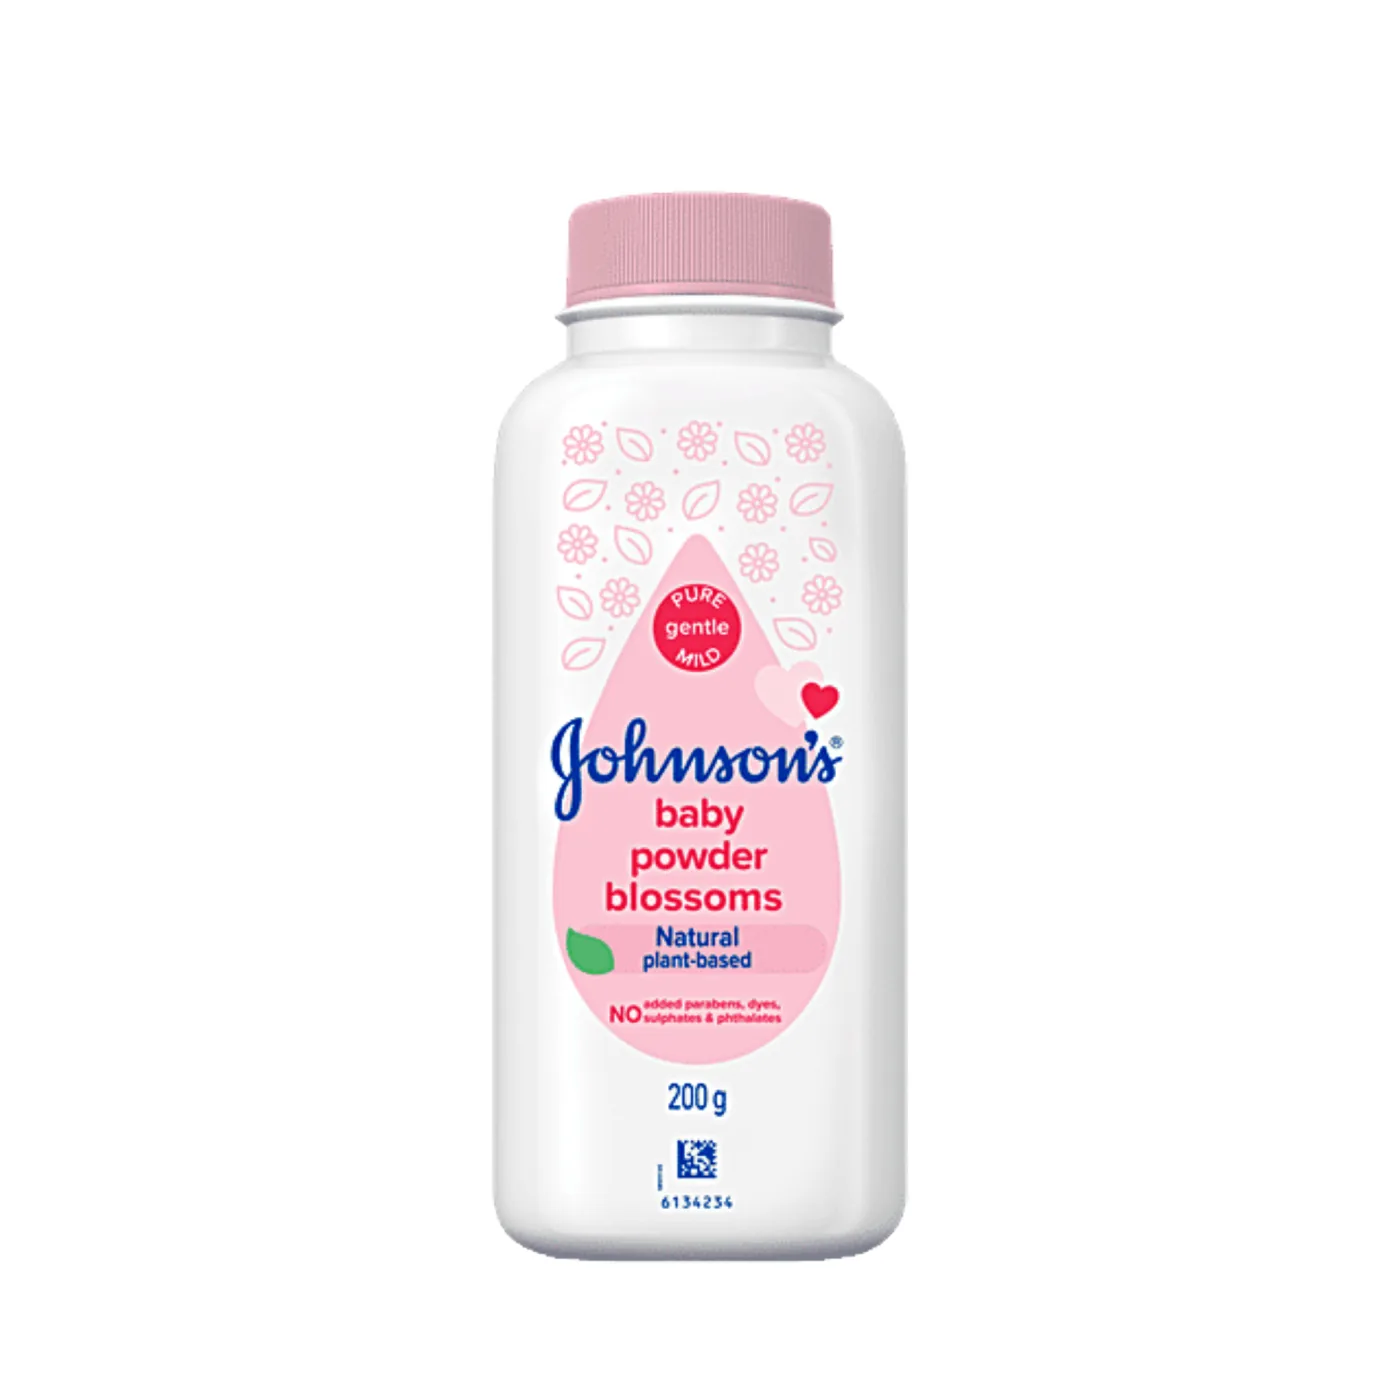 PURE
gentle
MILD
Johnson's®
baby
powder
blossoms
Natural
plant-based
NO added parabens, dyes,
sulphates & phthalates
200 g
6134234